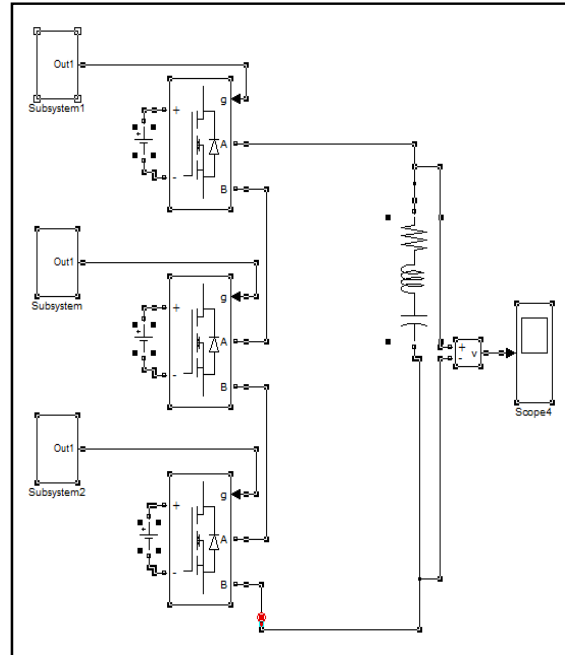 Out1
Subsystem1
+
g
A
-
B
Out1
Subsystem
+
g
A
-
B
+
-
v
Scope4
Out1
Subsystem2
+
g
A
-
B